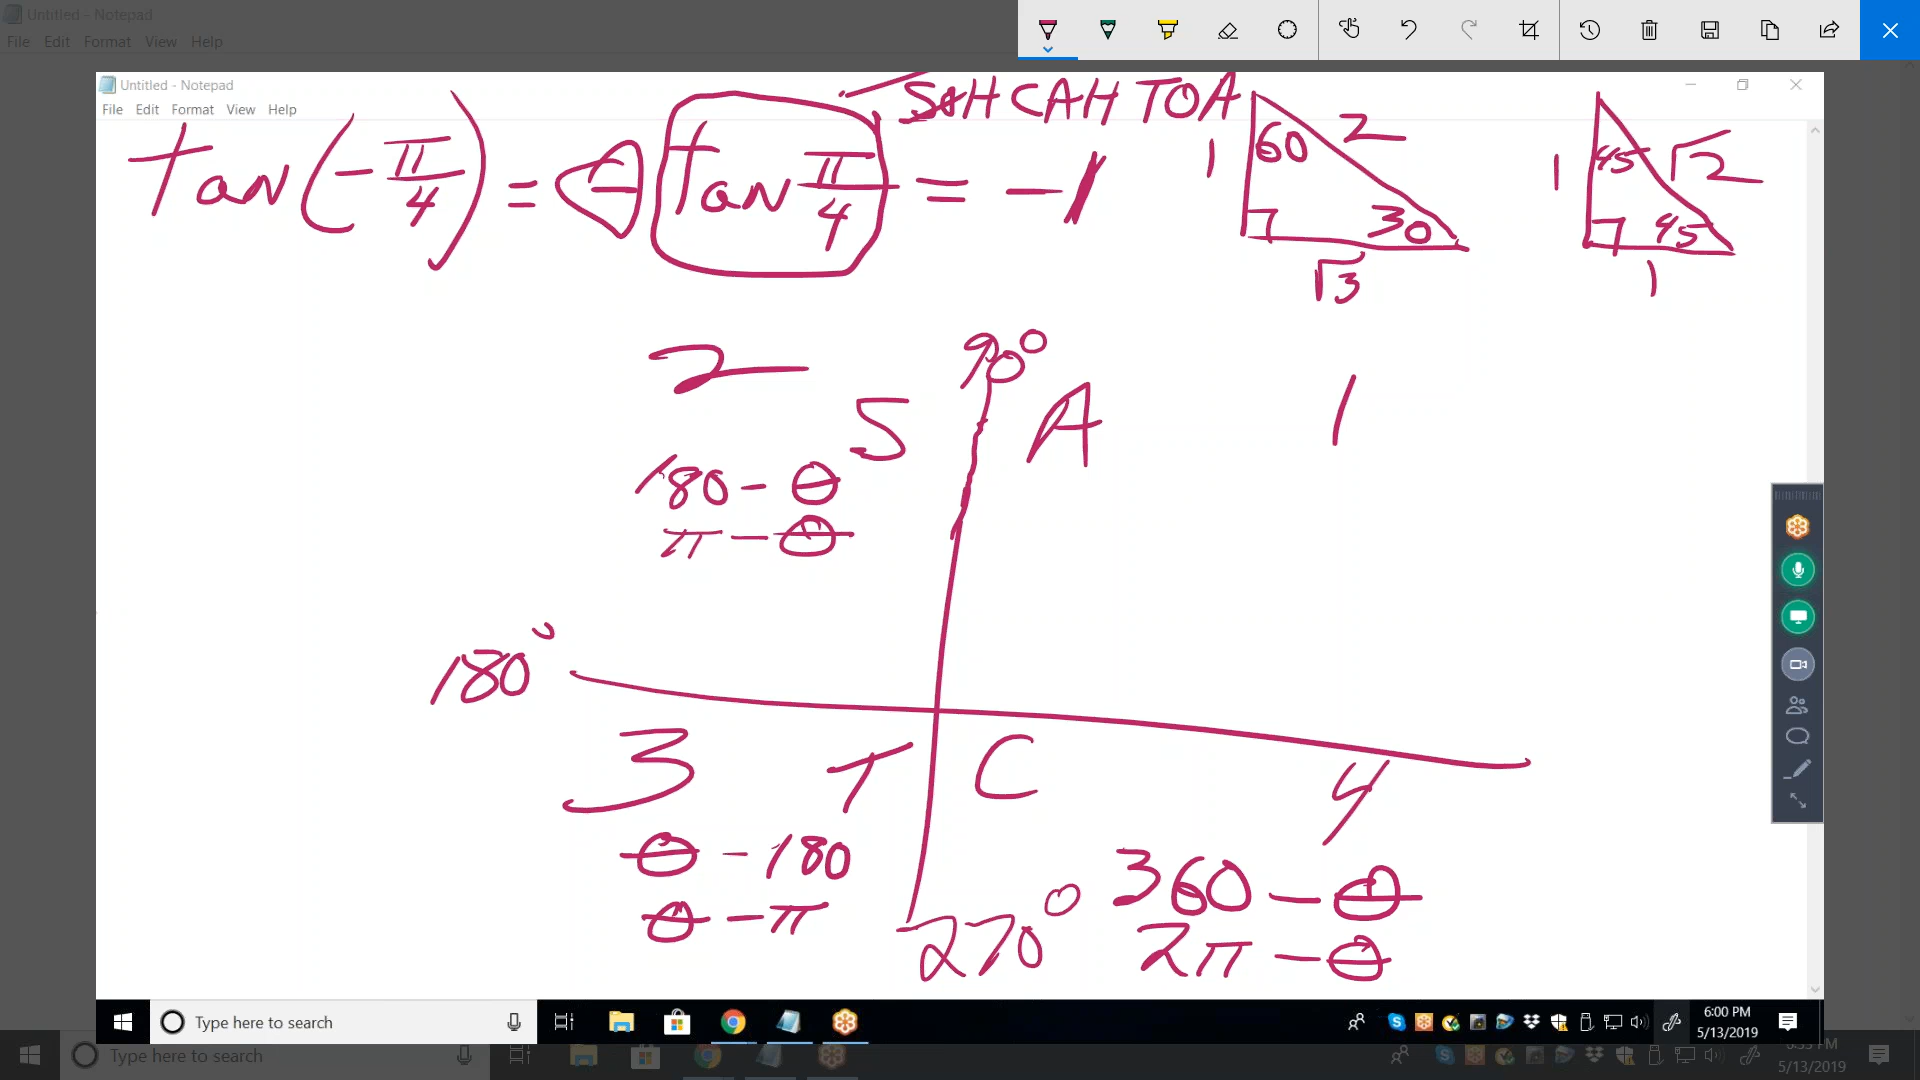 Untitled - Notepad
File Edit Format View Help
Untitled - Notepad
File Edit Format View Help
SOH CAH TOA
tan(-π/4) = - tan π/4 = -1
1 60 2
30
√3
1 45 √2
45
1
2 90° 1
S A
180 - θ
π - θ
180°
3 T C 4
θ - 180
θ - π
360 - θ
270° 2π - θ
Type here to search
6:00 PM
5/13/2019
Type here to search
PM
5/13/2019